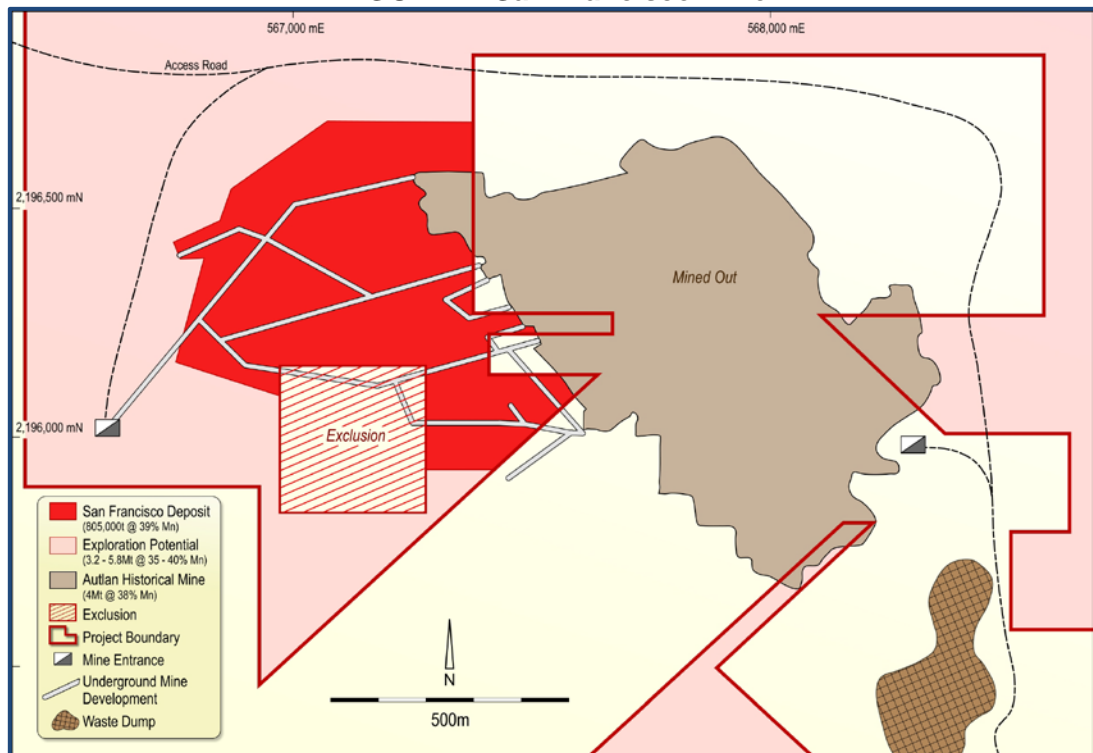 567,000 mE
568,000 mE
Access Road
2,196,500 mN
Mined Out
2,196,000 mN
Exclusion
San Francisco Deposit
(805,000t @ 39% Mn)
Exploration Potential
(3.2 - 5.8Mt @ 35 - 40% Mn)
Autlan Historical Mine
(4Mt @ 38% Mn)
Exclusion
Project Boundary
Mine Entrance
Underground Mine
Development
Waste Dump
N
500m